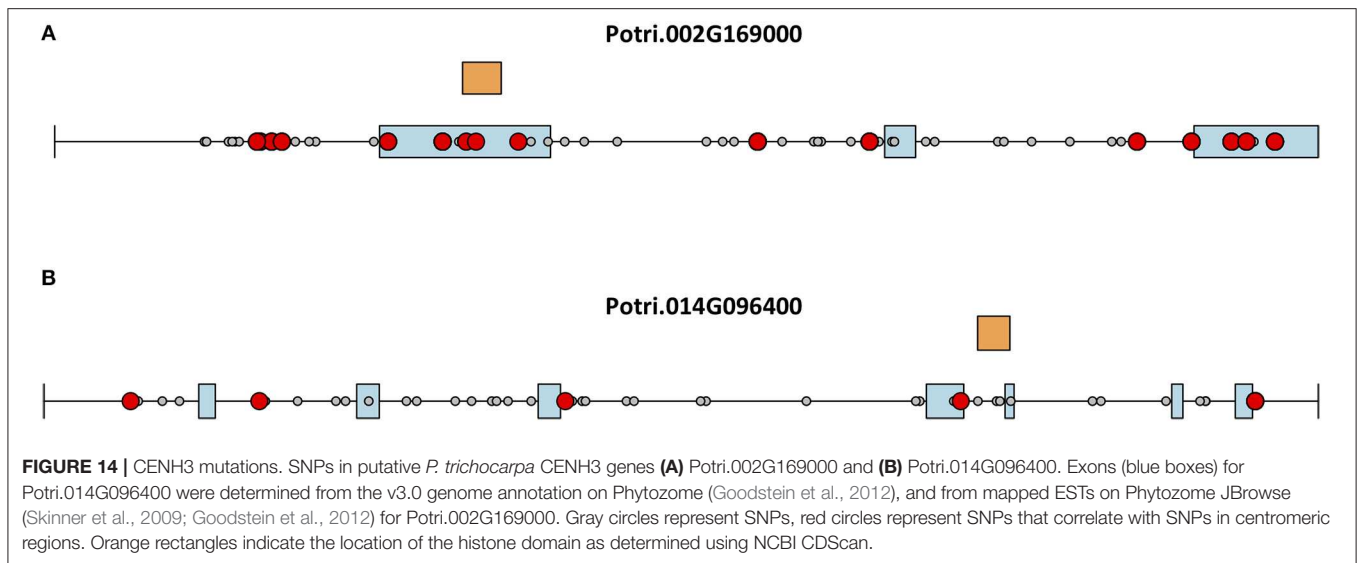 A
Potri.002G169000
B
Potri.014G096400
FIGURE 14 | CENH3 mutations. SNPs in putative P. trichocarpa CENH3 genes (A) Potri.002G169000 and (B) Potri.014G096400. Exons (blue boxes) for
Potri.014G096400 were determined from the v3.0 genome annotation on Phytozome (Goodstein et al., 2012), and from mapped ESTs on Phytozome JBrowse
(Skinner et al., 2009; Goodstein et al., 2012) for Potri.002G169000. Gray circles represent SNPs, red circles represent SNPs that correlate with SNPs in centromeric
regions. Orange rectangles indicate the location of the histone domain as determined using NCBI CDScan.